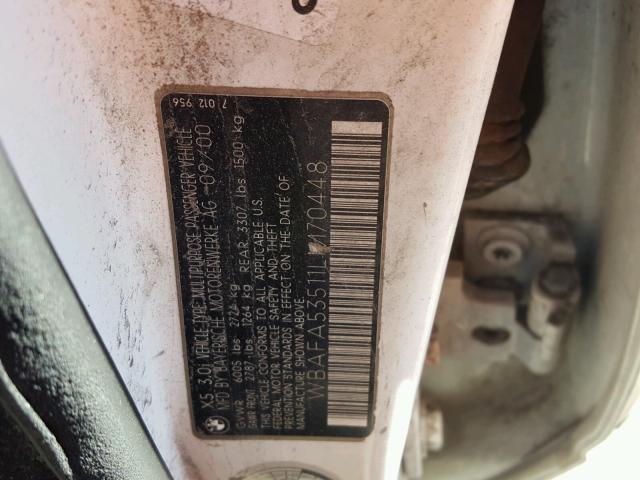 X5 3.0i VEHICLE TYPE: MULTIPURPOSE PASSENGER VEHICLE
MFD BY BAYERISCHE MOTORENWERKE AG 09/00
GVWR 6005 lbs 2724 kg
GAWR FRONT 2787 lbs 1264 kg REAR 3307 lbs 1500 kg
THIS VEHICLE CONFORMS TO ALL APPLICABLE U.S.
FEDERAL MOTOR VEHICLE SAFETY AND THEFT
PREVENTION STANDARDS IN EFFECT ON THE DATE OF
MANUFACTURE SHOWN ABOVE.
7 012 956